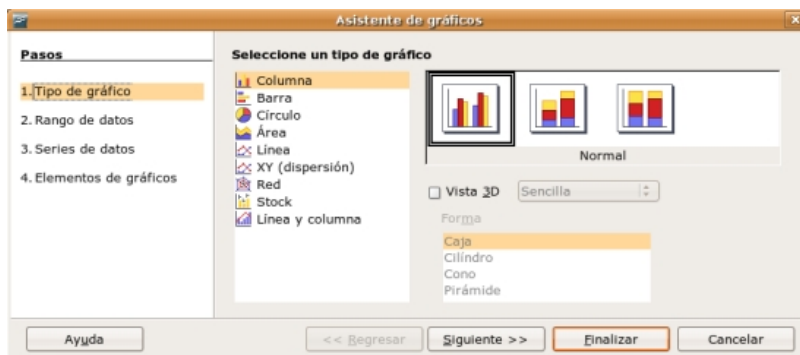 Asistente de gráficos
Pasos
1. Tipo de gráfico
2. Rango de datos
3. Series de datos
4. Elementos de gráficos
Seleccione un tipo de gráfico
Columna
Barra
Círculo
Área
Línea
XY (dispersión)
Red
Stock
Línea y columna
Normal
Vista 3D
Sencilla
Forma
Caja
Cilíndro
Cono
Pirámide
Ayuda
<< Regresar
Siguiente >>
Finalizar
Cancelar